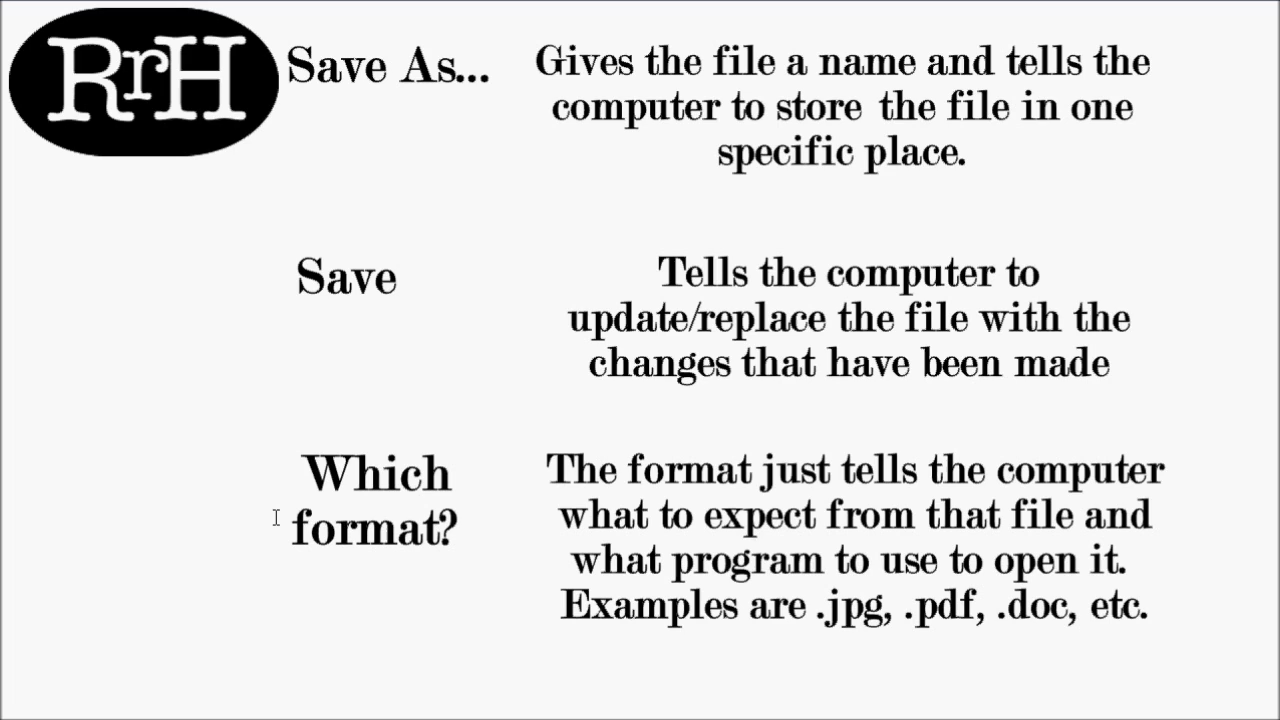 RrH
Save As...
Gives the file a name and tells the
computer to store the file in one
specific place.
Save
Tells the computer to
update/replace the file with the
changes that have been made
Which
format?
The format just tells the computer
what to expect from that file and
what program to use to open it.
Examples are .jpg, .pdf, .doc, etc.